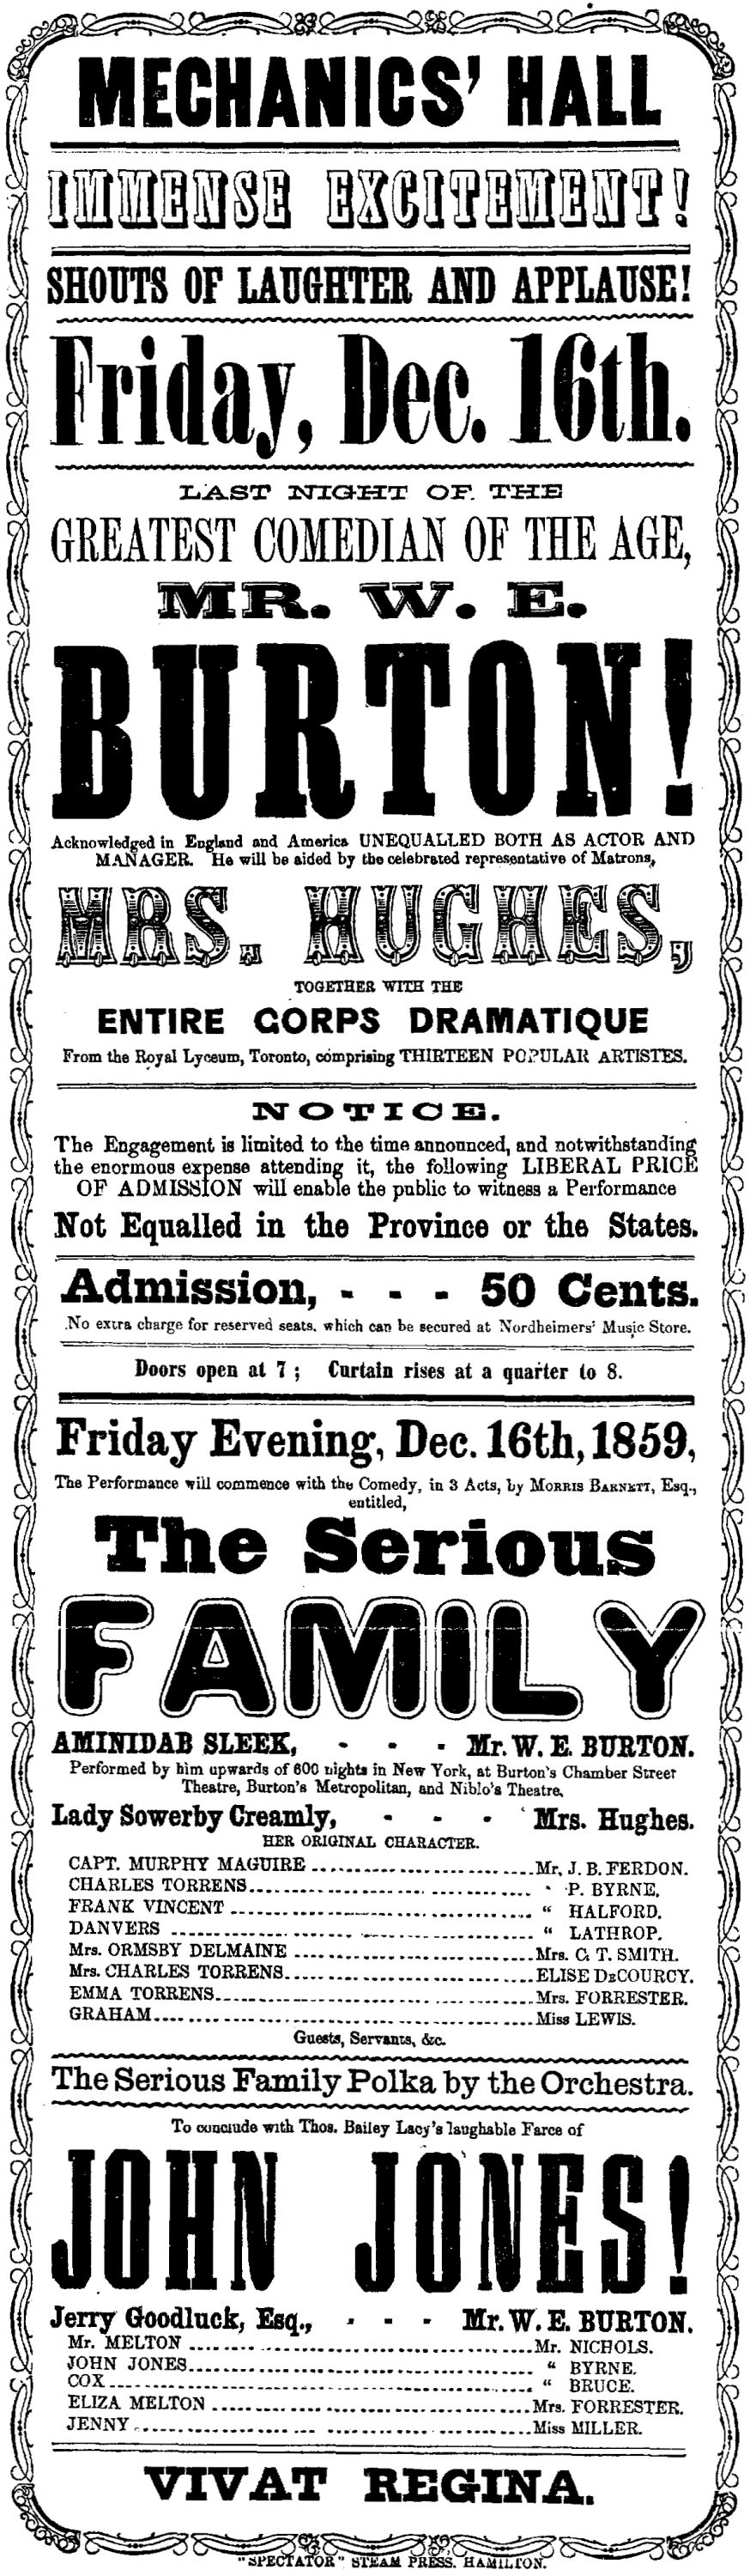 MECHANICS' HALL
IMMENSE EXCITEMENT!
SHOUTS OF LAUGHTER AND APPLAUSE!
Friday, Dec. 16th.
LAST NIGHT OF THE
GREATEST COMEDIAN OF THE AGE,
MR. W. E.
BURTON!
Acknowledged in England and America UNEQUALLED BOTH AS ACTOR AND
MANAGER. He will be aided by the celebrated representative of Matrons,
MRS. HUGHES,
TOGETHER WITH THE
ENTIRE CORPS DRAMATIQUE
From the Royal Lyceum, Toronto, comprising THIRTEEN POPULAR ARTISTES.
NOTICE.
The Engagement is limited to the time announced, and notwithstanding
the enormous expense attending it, the following LIBERAL PRICE
OF ADMISSION will enable the public to witness a Performance
Not Equalled in the Province or the States.
Admission, - - - 50 Cents.
No extra charge for reserved seats, which can be secured at Nordheimers' Music Store.
Doors open at 7; Curtain rises at a quarter to 8.
Friday Evening, Dec. 16th, 1859,
The Performance will commence with the Comedy, in 3 Acts, by MORRIS BARNETT, Esq.,
entitled,
The Serious
FAMILY
AMINIDAB SLEEK, - - - Mr. W. E. BURTON.
Performed by him upwards of 600 nights in New York, at Burton's Chamber Street
Theatre, Burton's Metropolitan, and Niblo's Theatre,
Lady Sowerby Creamly, - - - Mrs. Hughes.
HER ORIGINAL CHARACTER.
CAPT. MURPHY MAGUIRE ........ Mr. J. B. FERDON.
CHARLES TORRENS........ " P. BYRNE.
FRANK VINCENT ........ " HALFORD.
DANVERS ........ " LATHROP.
Mrs. ORMSBY DELMAINE ........ Mrs. C. T. SMITH.
Mrs. CHARLES TORRENS........ ELISE DECOURCY.
EMMA TORRENS........ Mrs. FORRESTER.
GRAHAM........ Miss LEWIS.
Guests, Servants, &c.
The Serious Family Polka by the Orchestra.
To conclude with Thos. Bailey Lacy's laughable Farce of
JOHN JONES!
Jerry Goodluck, Esq., - - - Mr. W. E. BURTON.
Mr. MELTON ........ Mr. NICHOLS.
JOHN JONES........ " BYRNE.
COX........ " BRUCE.
ELIZA MELTON ........ Mrs. FORRESTER.
JENNY ........ Miss MILLER.
VIVAT REGINA.
"SPECTATOR" STEAM PRESS. HAMILTON.